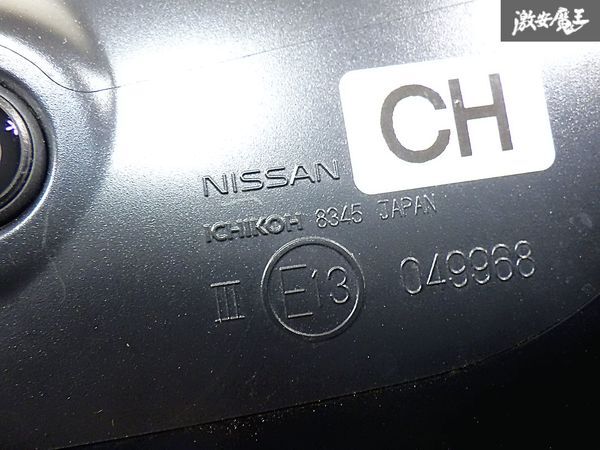 激安魔王
CH
NISSAN
ICHIKOH 8345 JAPAN
III E13 049968